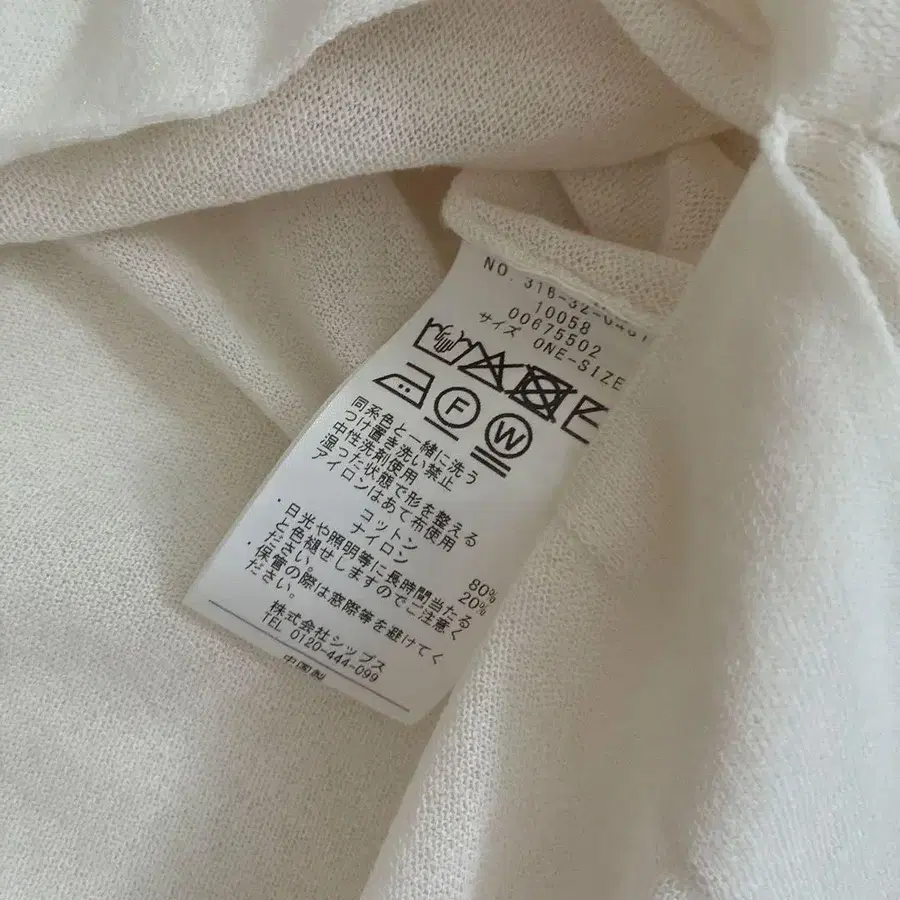 NO. 318-32-0401
10058
00675502
サイズ ONE-SIZE
F W
同系色と一緒に洗う
つけ置き洗い禁止
中性洗剤使用
湿った状態で形を整える
アイロンはあて布使用
コットン 80%
ナイロン 20%
・日光や照明等に長時間当たる
と色褪せしますのでご注意く
ださい。
・保管の際は窓際等を避けてく
ださい。
株式会社シップス
TEL 0120-444-099
中国製